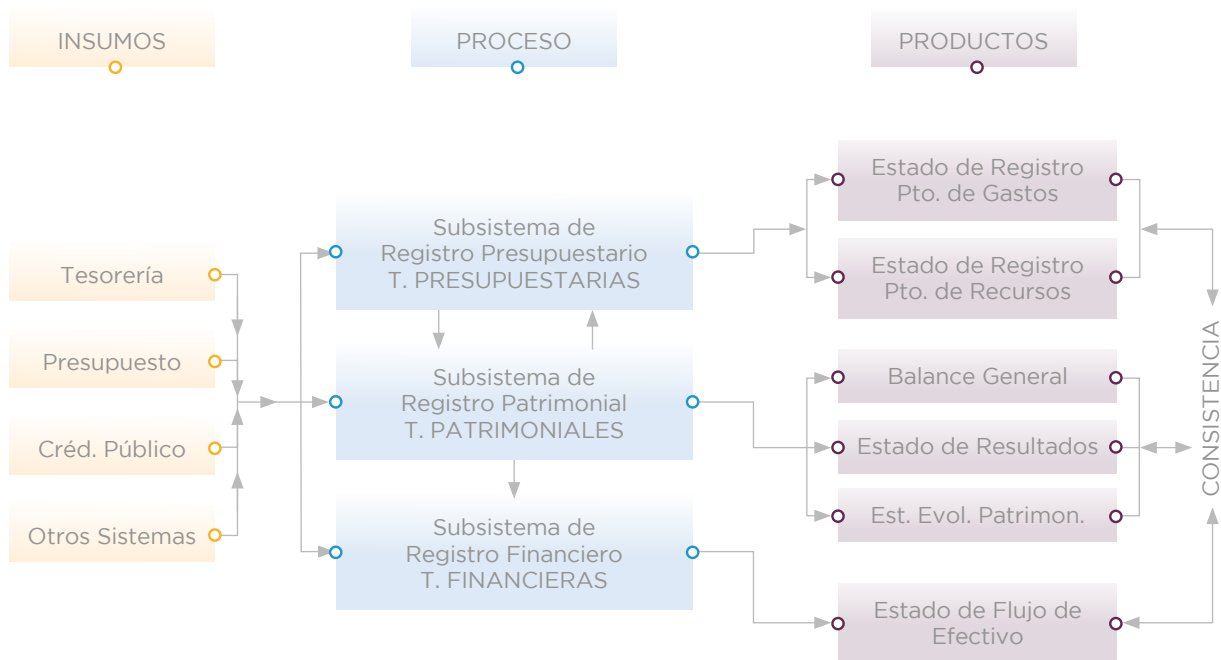 INSUMOS
PROCESO
PRODUCTOS
Tesorería
Presupuesto
Créd. Público
Otros Sistemas
Subsistema de
Registro Presupuestario
T. PRESUPUESTARIAS
Subsistema de
Registro Patrimonial
T. PATRIMONIALES
Subsistema de
Registro Financiero
T. FINANCIERAS
Estado de Registro
Pto. de Gastos
Estado de Registro
Pto. de Recursos
Balance General
Estado de Resultados
Est. Evol. Patrimon.
Estado de Flujo de
Efectivo
CONSISTENCIA